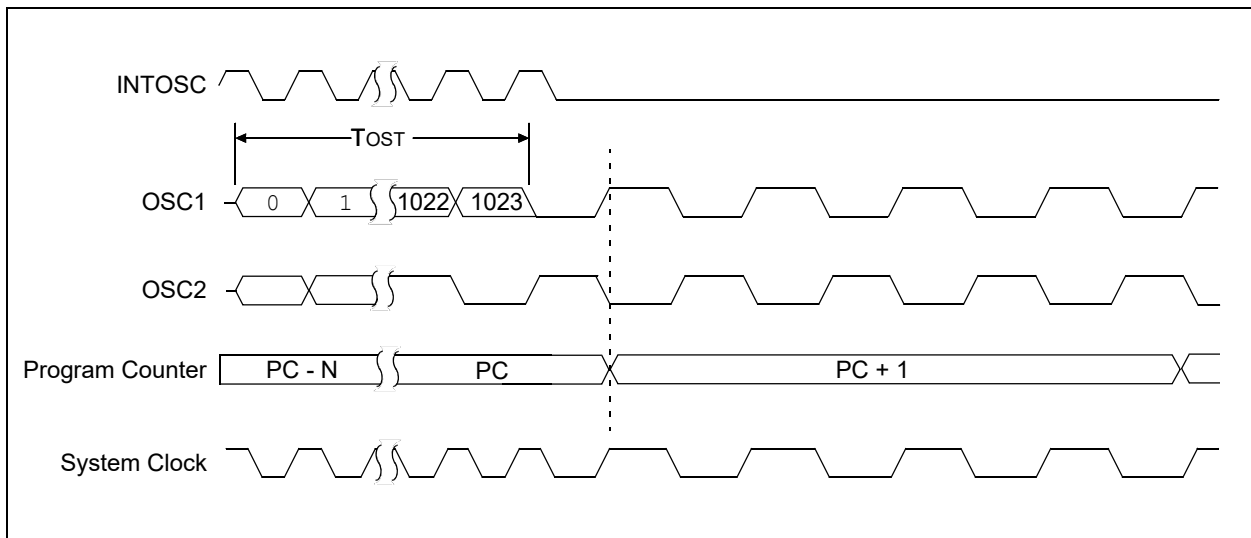 INTOSC
TOST
OSC1
0 1 1022 1023
OSC2
Program Counter
PC - N PC PC + 1
System Clock